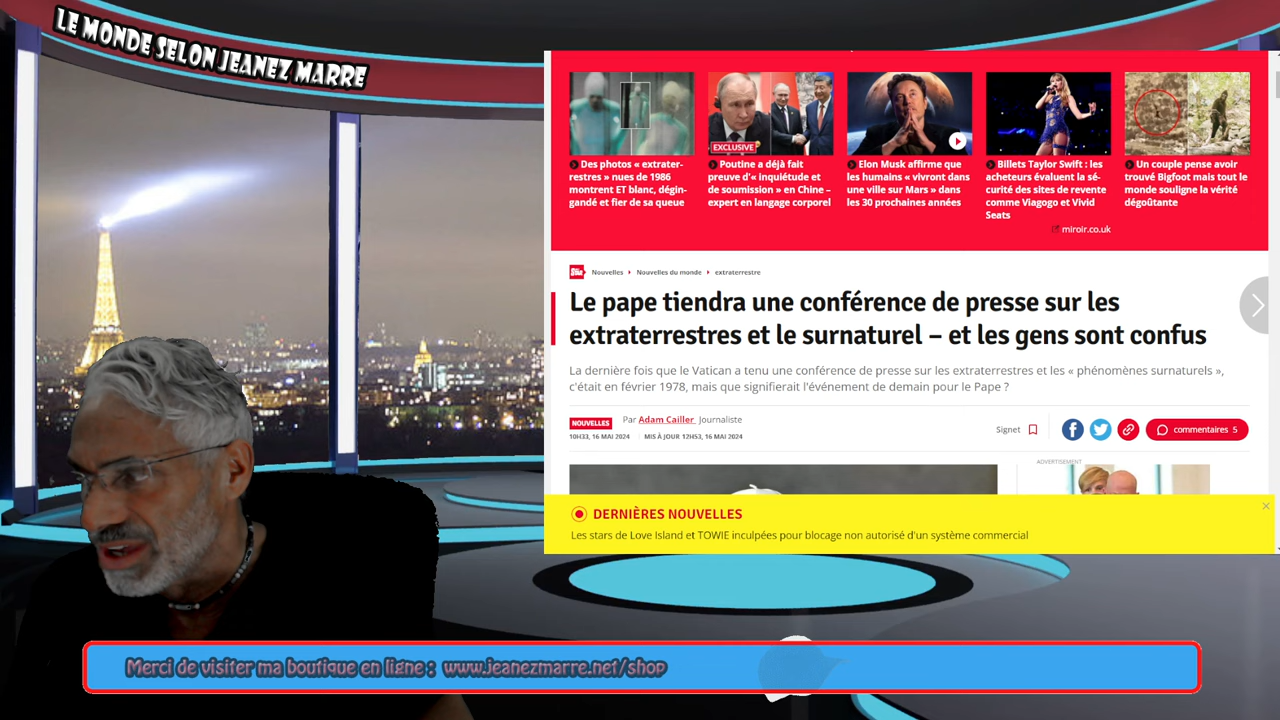 LE MONDE SELON JEANEZ MARRE
EXCLUSIVE
Des photos « extrater-
restres » nues de 1986
montrent ET blanc, dégin-
gandé et fier de sa queue
Poutine a déjà fait
preuve d'« inquiétude et
de soumission » en Chine –
expert en langage corporel
Elon Musk affirme que
les humains « vivront dans
une ville sur Mars » dans
les 30 prochaines années
Billets Taylor Swift : les
acheteurs évaluent la sé-
curité des sites de revente
comme Viagogo et Vivid
Seats
miroir.co.uk
Un couple pense avoir
trouvé Bigfoot mais tout le
monde souligne la vérité
dégoûtante
Nouvelles
Nouvelles du monde
extraterrestre
Le pape tiendra une conférence de presse sur les
extraterrestres et le surnaturel – et les gens sont confus
La dernière fois que le Vatican a tenu une conférence de presse sur les extraterrestres et les « phénomènes surnaturels »,
c'était en février 1978, mais que signifierait l'événement de demain pour le Pape ?
NOUVELLES
Par Adam Cailler Journaliste
10H33, 16 MAI 2024 MIS À JOUR 12H53, 16 MAI 2024
Signet
commentaires 5
ADVERTISEMENT
DERNIÈRES NOUVELLES
Les stars de Love Island et TOWIE inculpées pour blocage non autorisé d'un système commercial
Merci de visiter ma boutique en ligne : www.jeanezmarre.net/shop